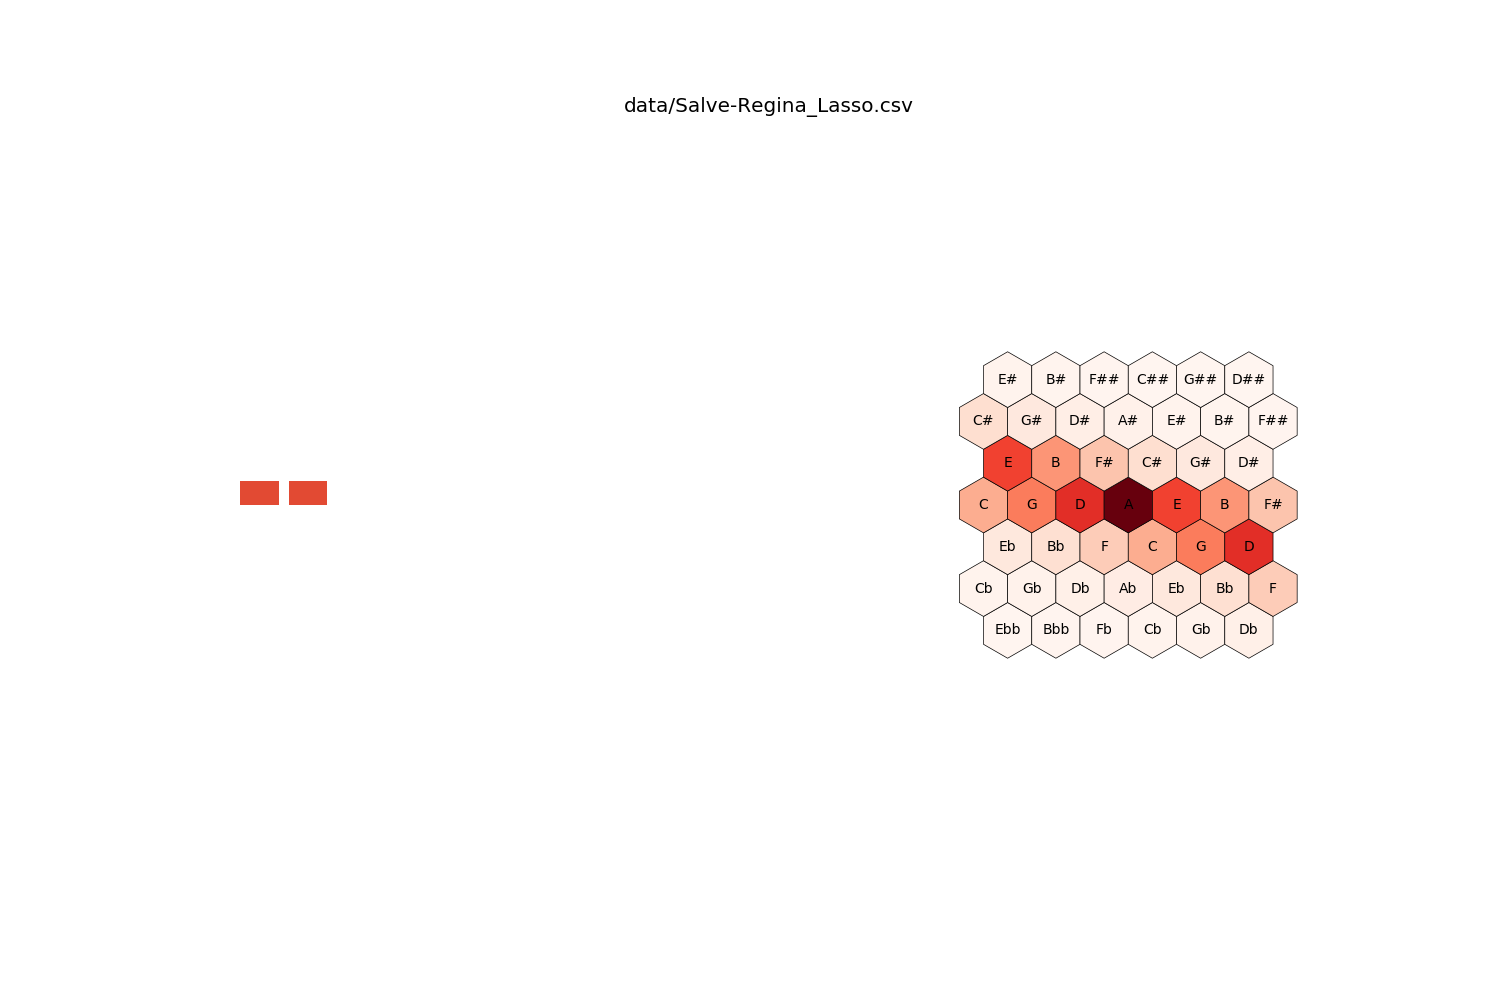 data/Salve-Regina_Lasso.csv
E# B# F## C## G## D##
C# G# D# A# E# B# F##
E B F# C# G# D#
C G D A E B F#
Eb Bb F C G D
Cb Gb Db Ab Eb Bb F
Ebb Bbb Fb Cb Gb Db